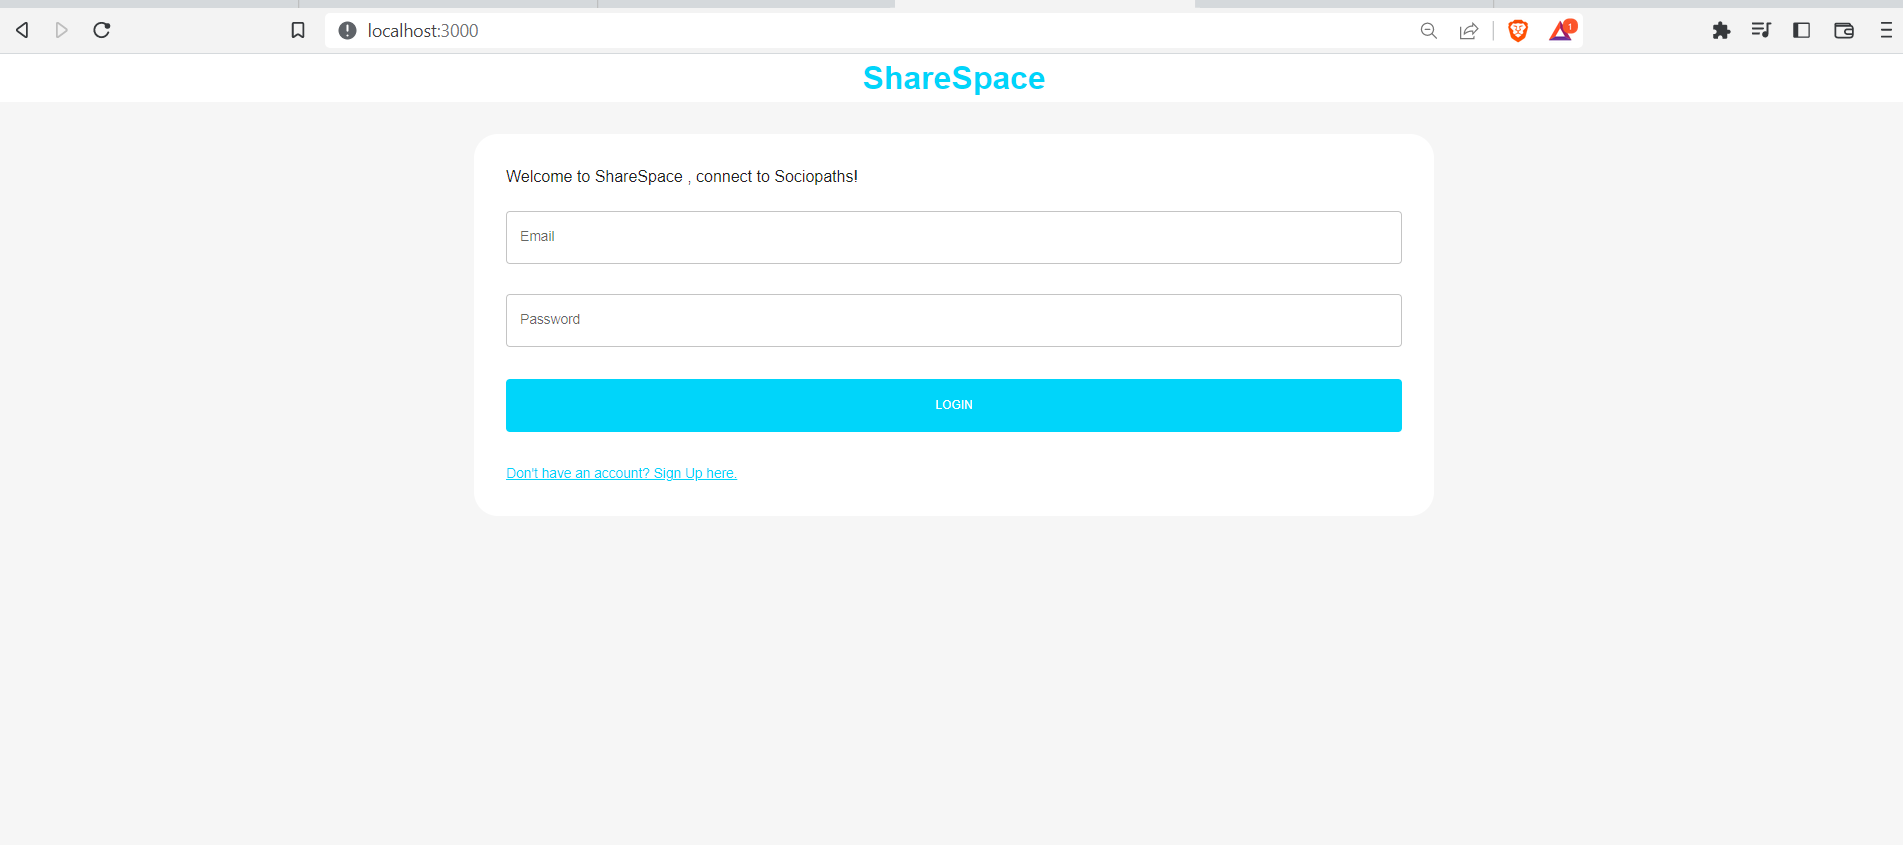 localhost:3000
1
ShareSpace
Welcome to ShareSpace , connect to Sociopaths!
Email
Password
LOGIN
Don't have an account? Sign Up here.